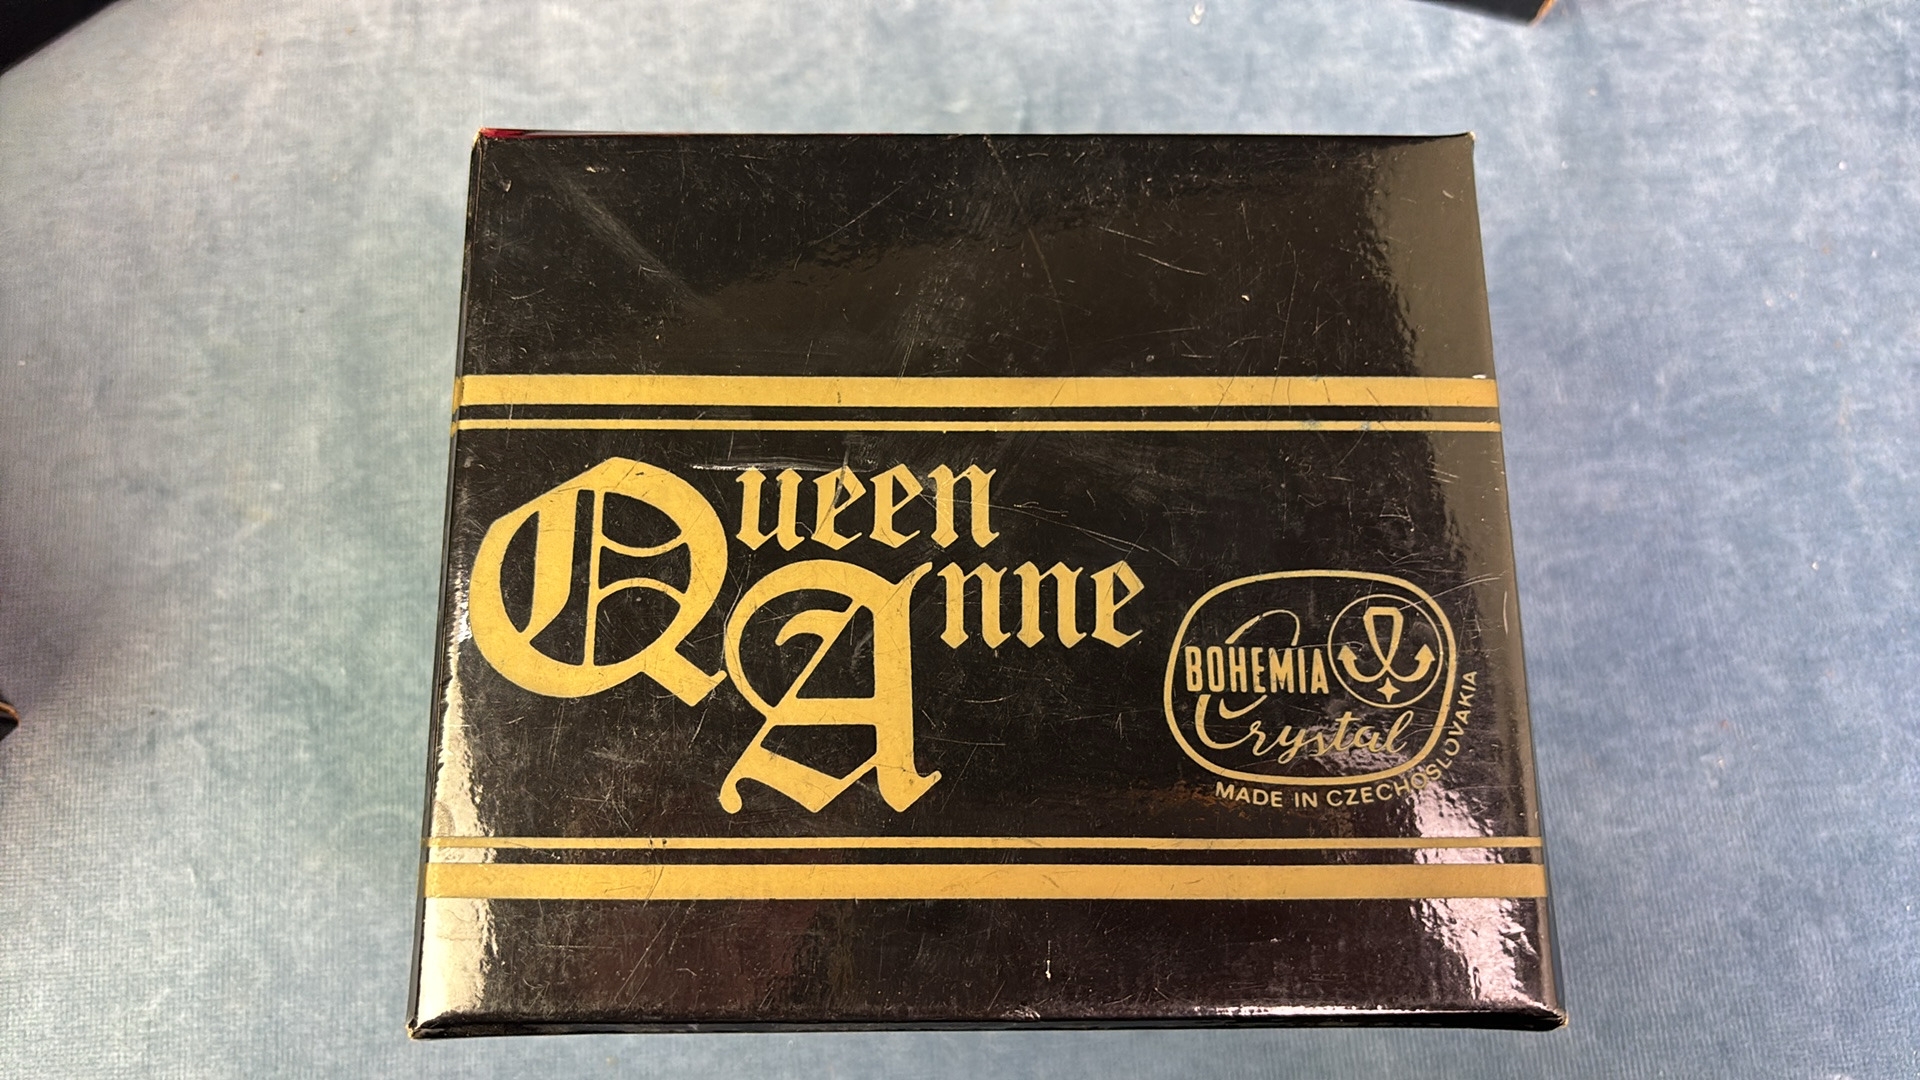 Queen
Anne
BOHEMIA
Crystal
MADE IN CZECHOSLOVAKIA